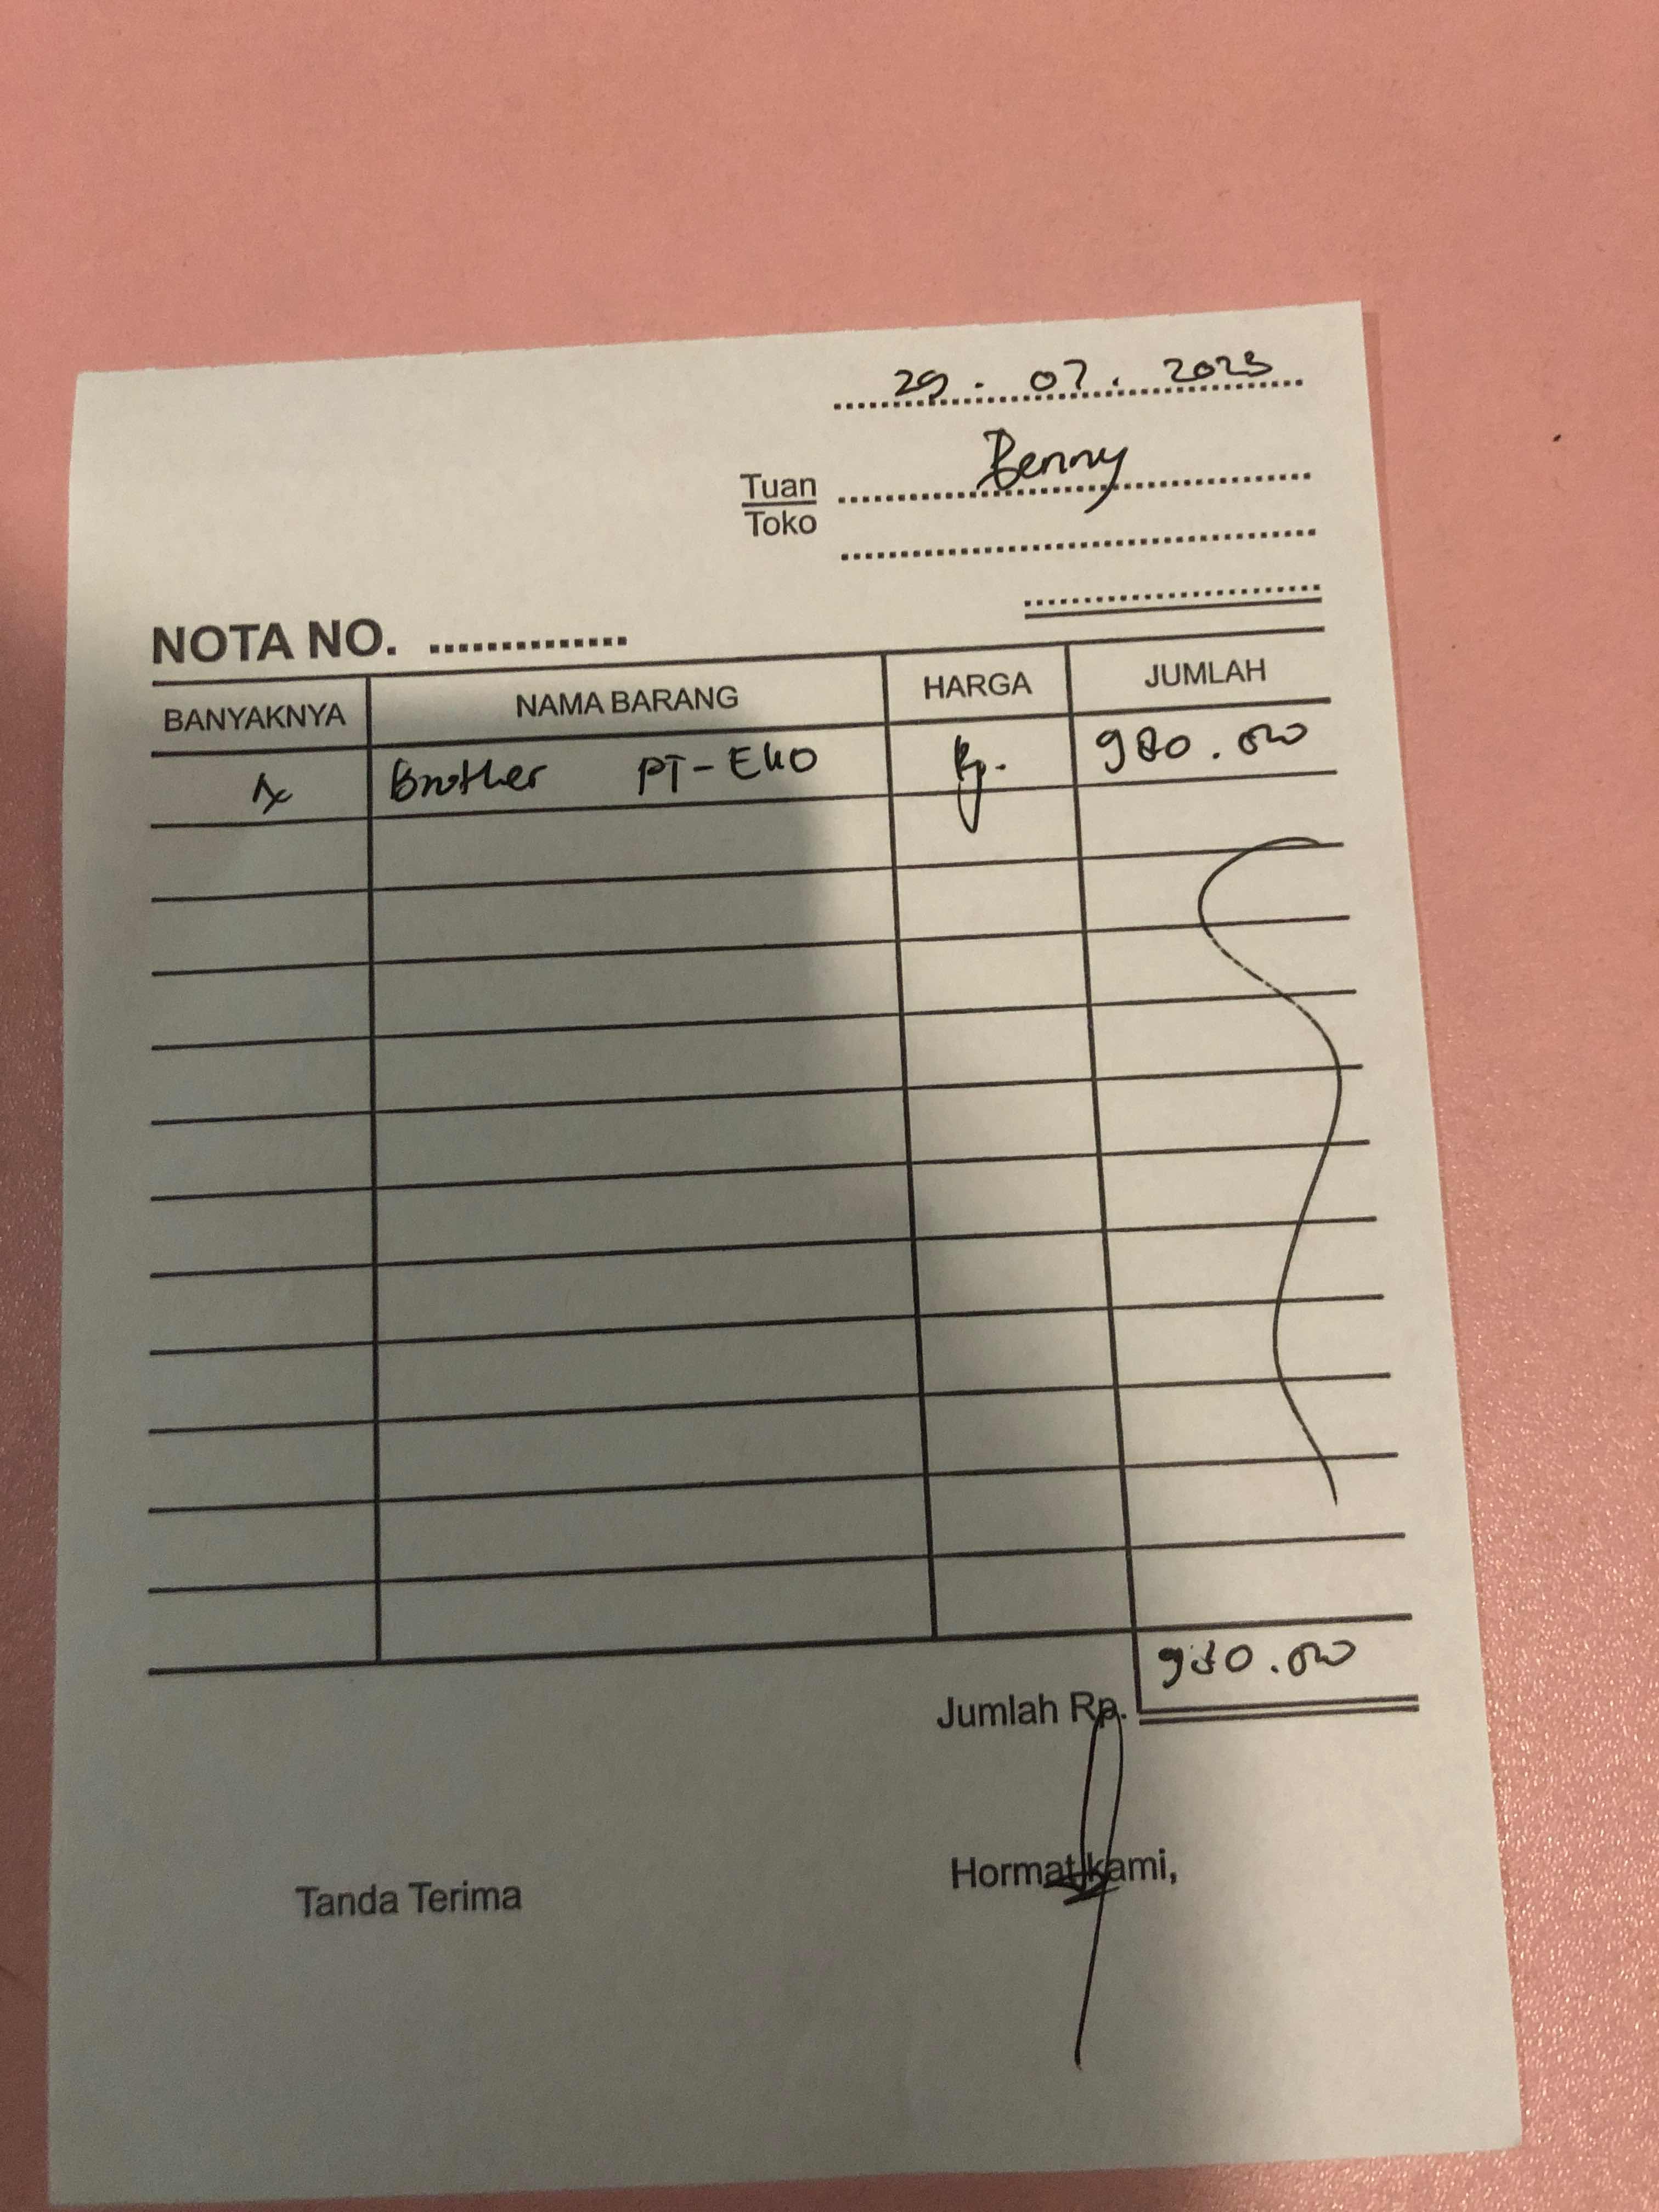 29 . 07 . 2023
Tuan Benny
Toko
NOTA NO.
BANYAKNYA NAMA BARANG HARGA JUMLAH
1x Brother PT-E40 Rp. 980.000
980.000
Jumlah Rp.
Tanda Terima Hormat kami,